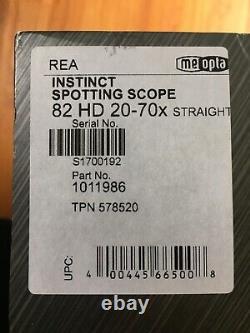 REA
meopta
INSTINCT
SPOTTING SCOPE
82 HD 20-70x STRAIGHT
Serial No.
S1700192
Part No.
1011986
TPN 578520
UPC:
4 00445 66500 8